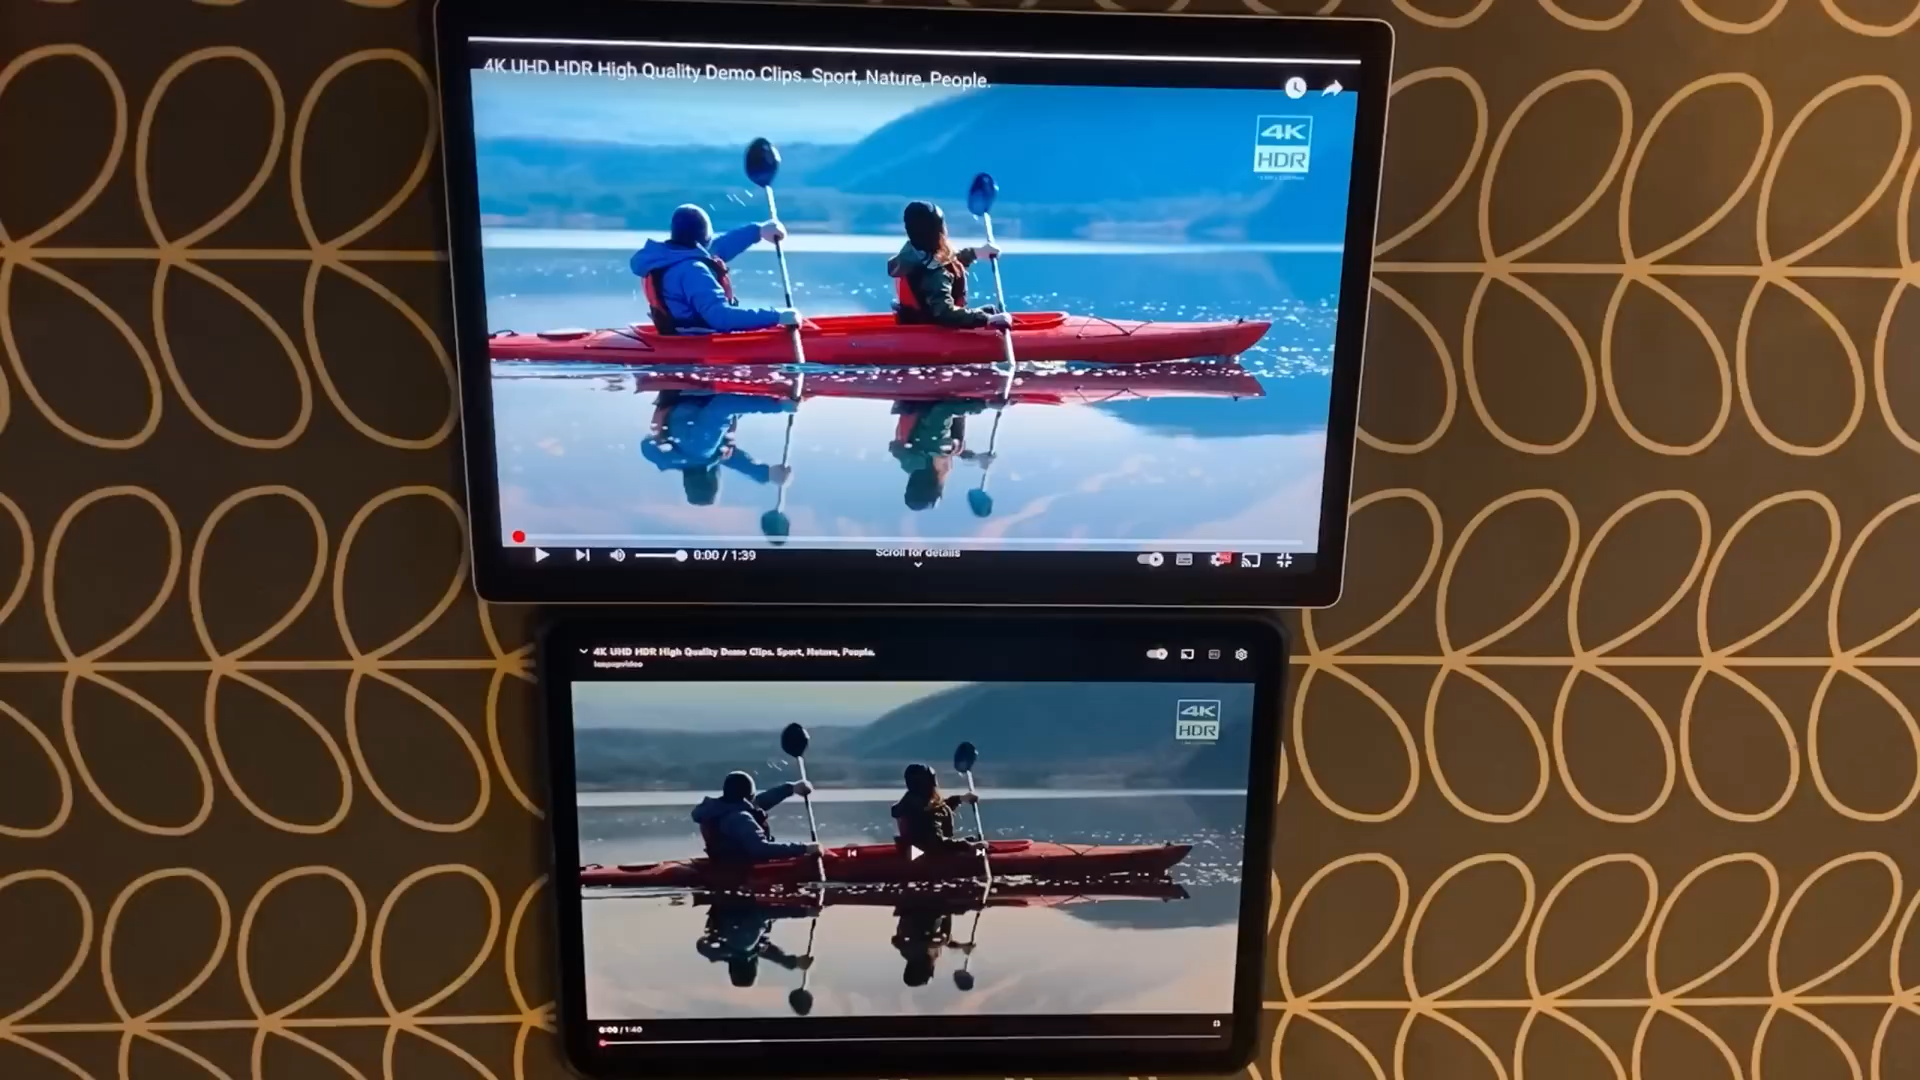 4K UHD HDR High Quality Demo Clips. Sport, Nature, People.
4K
HDR
0:00 / 1:39
Scroll for details
4K UHD HDR High Quality Demo Clips. Sport, Nature, People.
4K
HDR
0:00 / 1:40